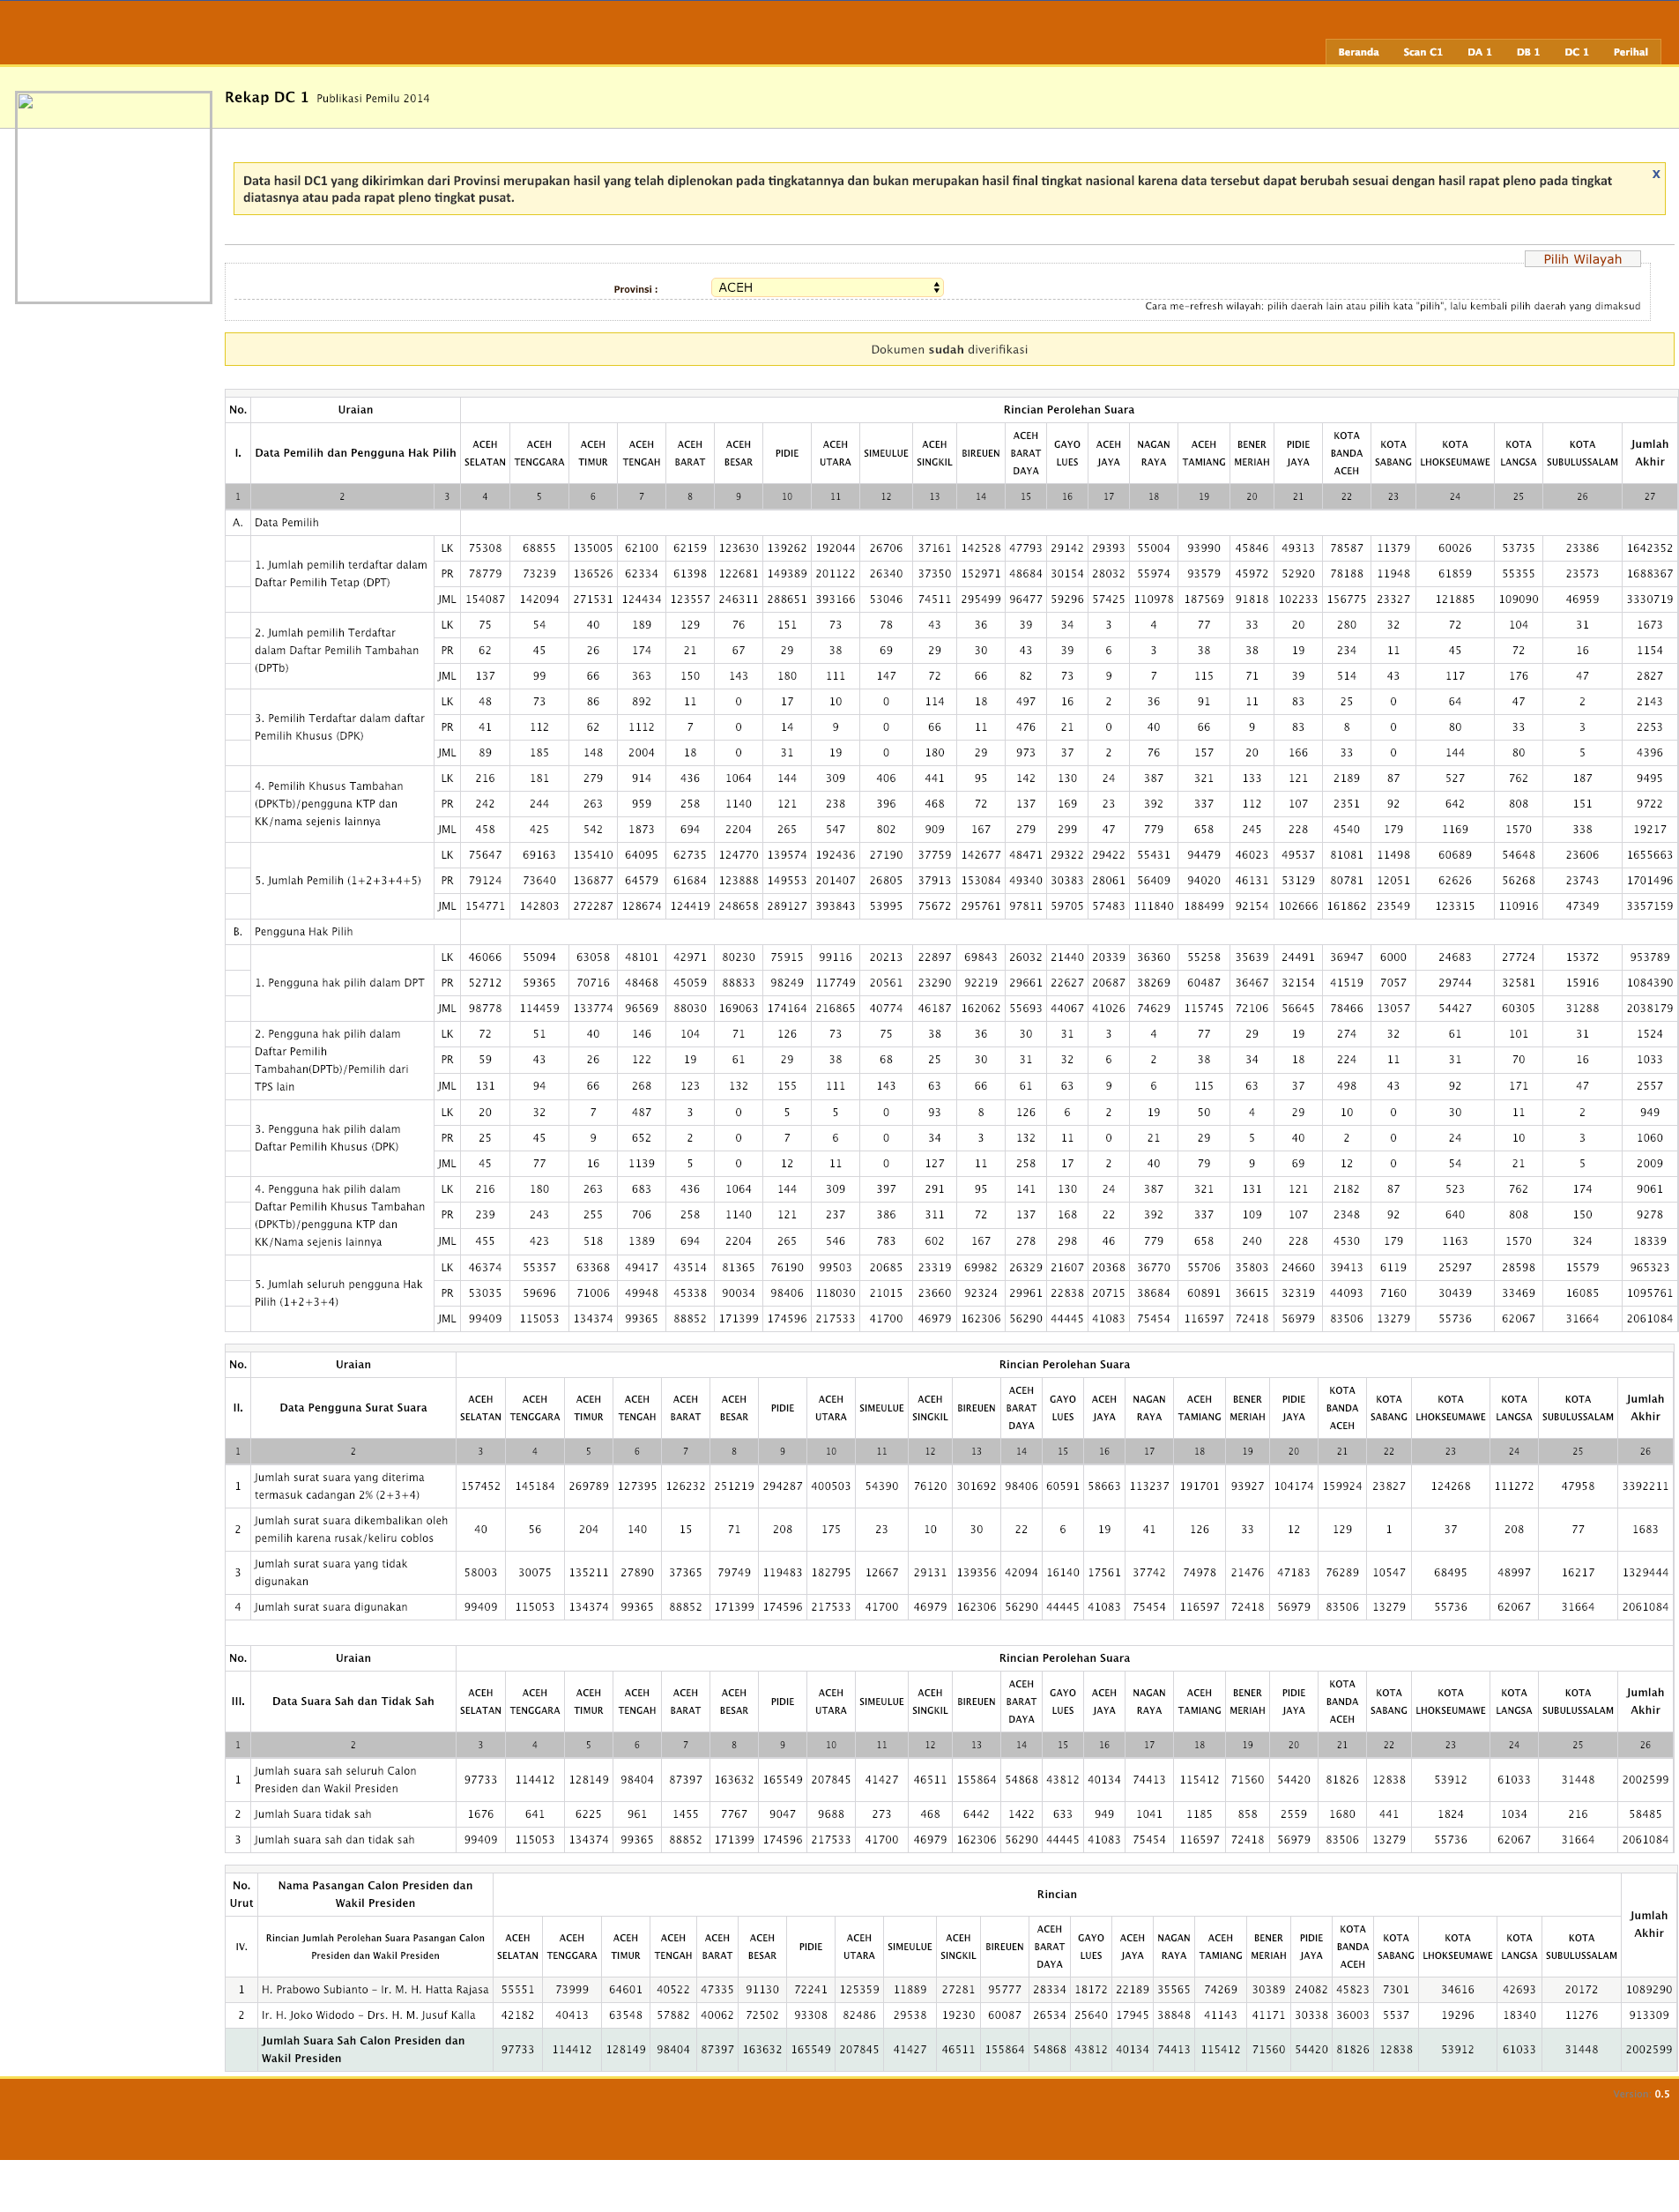 Beranda Scan C1 DA 1 DB 1 DC 1 Perihal
Rekap DC 1 Publikasi Pemilu 2014
Data hasil DC1 yang dikirimkan dari Provinsi merupakan hasil yang telah diplenokan pada tingkatannya dan bukan merupakan hasil final tingkat nasional karena data tersebut dapat berubah sesuai dengan hasil rapat pleno pada tingkat
diatasnya atau pada rapat pleno tingkat pusat.
x
Pilih Wilayah
Provinsi : ACEH
Cara me-refresh wilayah: pilih daerah lain atau pilih kata "pilih", lalu kembali pilih daerah yang dimaksud
Dokumen sudah diverifikasi
No. Uraian Rincian Perolehan Suara
I. Data Pemilih dan Pengguna Hak Pilih ACEH SELATAN ACEH TENGGARA ACEH TIMUR ACEH TENGAH ACEH BARAT ACEH BESAR PIDIE ACEH UTARA SIMEULUE ACEH SINGKIL BIREUEN ACEH BARAT DAYA GAYO LUES ACEH JAYA NAGAN RAYA ACEH TAMIANG BENER MERIAH PIDIE JAYA KOTA BANDA ACEH KOTA SABANG KOTA LHOKSEUMAWE KOTA LANGSA KOTA SUBULUSSALAM Jumlah Akhir
1 2 3 4 5 6 7 8 9 10 11 12 13 14 15 16 17 18 19 20 21 22 23 24 25 26 27
A. Data Pemilih
1. Jumlah pemilih terdaftar dalam Daftar Pemilih Tetap (DPT)
LK 75308 68855 135005 62100 62159 123630 139262 192044 26706 37161 142528 47793 29142 29393 55004 93990 45846 49313 78587 11379 60026 53735 23386 1642352
PR 78779 73239 136526 62334 61398 122681 149389 201122 26340 37350 152971 48684 30154 28032 55974 93579 45972 52920 78188 11948 61859 55355 23573 1688367
JML 154087 142094 271531 124434 123557 246311 288651 393166 53046 74511 295499 96477 59296 57425 110978 187569 91818 102233 156775 23327 121885 109090 46959 3330719
2. Jumlah pemilih Terdaftar dalam Daftar Pemilih Tambahan (DPTb)
LK 75 54 40 189 129 76 151 73 78 43 36 39 34 3 4 77 33 20 280 32 72 104 31 1673
PR 62 45 26 174 21 67 29 38 69 29 30 43 39 6 3 38 38 19 234 11 45 72 16 1154
JML 137 99 66 363 150 143 180 111 147 72 66 82 73 9 7 115 71 39 514 43 117 176 47 2827
3. Pemilih Terdaftar dalam daftar Pemilih Khusus (DPK)
LK 48 73 86 892 11 0 17 10 0 114 18 497 16 2 36 91 11 83 25 0 64 47 2 2143
PR 41 112 62 1112 7 0 14 9 0 66 11 476 21 0 40 66 9 83 8 0 80 33 3 2253
JML 89 185 148 2004 18 0 31 19 0 180 29 973 37 2 76 157 20 166 33 0 144 80 5 4396
4. Pemilih Khusus Tambahan (DPKTb)/pengguna KTP dan KK/nama sejenis lainnya
LK 216 181 279 914 436 1064 144 309 406 441 95 142 130 24 387 321 133 121 2189 87 527 762 187 9495
PR 242 244 263 959 258 1140 121 238 396 468 72 137 169 23 392 337 112 107 2351 92 642 808 151 9722
JML 458 425 542 1873 694 2204 265 547 802 909 167 279 299 47 779 658 245 228 4540 179 1169 1570 338 19217
5. Jumlah Pemilih (1+2+3+4+5)
LK 75647 69163 135410 64095 62735 124770 139574 192436 27190 37759 142677 48471 29322 29422 55431 94479 46023 49537 81081 11498 60689 54648 23606 1655663
PR 79124 73640 136877 64579 61684 123888 149553 201407 26805 37913 153084 49340 30383 28061 56409 94020 46131 53129 80781 12051 62626 56268 23743 1701496
JML 154771 142803 272287 128674 124419 248658 289127 393843 53995 75672 295761 97811 59705 57483 111840 188499 92154 102666 161862 23549 123315 110916 47349 3357159
B. Pengguna Hak Pilih
1. Pengguna hak pilih dalam DPT
LK 46066 55094 63058 48101 42971 80230 75915 99116 20213 22897 69843 26032 21440 20339 36360 55258 35639 24491 36947 6000 24683 27724 15372 953789
PR 52712 59365 70716 48468 45059 88833 98249 117749 20561 23290 92219 29661 22627 20687 38269 60487 36467 32154 41519 7057 29744 32581 15916 1084390
JML 98778 114459 133774 96569 88030 169063 174164 216865 40774 46187 162062 55693 44067 41026 74629 115745 72106 56645 78466 13057 54427 60305 31288 2038179
2. Pengguna hak pilih dalam Daftar Pemilih Tambahan(DPTb)/Pemilih dari TPS lain
LK 72 51 40 146 104 71 126 73 75 38 36 30 31 3 4 77 29 19 274 32 61 101 31 1524
PR 59 43 26 122 19 61 29 38 68 25 30 31 32 6 2 38 34 18 224 11 31 70 16 1033
JML 131 94 66 268 123 132 155 111 143 63 66 61 63 9 6 115 63 37 498 43 92 171 47 2557
3. Pengguna hak pilih dalam Daftar Pemilih Khusus (DPK)
LK 20 32 7 487 3 0 5 5 0 93 8 126 6 2 19 50 4 29 10 0 30 11 2 949
PR 25 45 9 652 2 0 7 6 0 34 3 132 11 0 21 29 5 40 2 0 24 10 3 1060
JML 45 77 16 1139 5 0 12 11 0 127 11 258 17 2 40 79 9 69 12 0 54 21 5 2009
4. Pengguna hak pilih dalam Daftar Pemilih Khusus Tambahan (DPKTb)/pengguna KTP dan KK/Nama sejenis lainnya
LK 216 180 263 683 436 1064 144 309 397 291 95 141 130 24 387 321 131 121 2182 87 523 762 174 9061
PR 239 243 255 706 258 1140 121 237 386 311 72 137 168 22 392 337 109 107 2348 92 640 808 150 9278
JML 455 423 518 1389 694 2204 265 546 783 602 167 278 298 46 779 658 240 228 4530 179 1163 1570 324 18339
5. Jumlah seluruh pengguna Hak Pilih (1+2+3+4)
LK 46374 55357 63368 49417 43514 81365 76190 99503 20685 23319 69982 26329 21607 20368 36770 55706 35803 24660 39413 6119 25297 28598 15579 965323
PR 53035 59696 71006 49948 45338 90034 98406 118030 21015 23660 92324 29961 22838 20715 38684 60891 36615 32319 44093 7160 30439 33469 16085 1095761
JML 99409 115053 134374 99365 88852 171399 174596 217533 41700 46979 162306 56290 44445 41083 75454 116597 72418 56979 83506 13279 55736 62067 31664 2061084
No. Uraian Rincian Perolehan Suara
II. Data Pengguna Surat Suara ACEH SELATAN ACEH TENGGARA ACEH TIMUR ACEH TENGAH ACEH BARAT ACEH BESAR PIDIE ACEH UTARA SIMEULUE ACEH SINGKIL BIREUEN ACEH BARAT DAYA GAYO LUES ACEH JAYA NAGAN RAYA ACEH TAMIANG BENER MERIAH PIDIE JAYA KOTA BANDA ACEH KOTA SABANG KOTA LHOKSEUMAWE KOTA LANGSA KOTA SUBULUSSALAM Jumlah Akhir
1 2 3 4 5 6 7 8 9 10 11 12 13 14 15 16 17 18 19 20 21 22 23 24 25 26
1 Jumlah surat suara yang diterima termasuk cadangan 2% (2+3+4) 157452 145184 269789 127395 126232 251219 294287 400503 54390 76120 301692 98406 60591 58663 113237 191701 93927 104174 159924 23827 124268 111272 47958 3392211
2 Jumlah surat suara dikembalikan oleh pemilih karena rusak/keliru coblos 40 56 204 140 15 71 208 175 23 10 30 22 6 19 41 126 33 12 129 1 37 208 77 1683
3 Jumlah surat suara yang tidak digunakan 58003 30075 135211 27890 37365 79749 119483 182795 12667 29131 139356 42094 16140 17561 37742 74978 21476 47183 76289 10547 68495 48997 16217 1329444
4 Jumlah surat suara digunakan 99409 115053 134374 99365 88852 171399 174596 217533 41700 46979 162306 56290 44445 41083 75454 116597 72418 56979 83506 13279 55736 62067 31664 2061084
No. Uraian Rincian Perolehan Suara
III. Data Suara Sah dan Tidak Sah ACEH SELATAN ACEH TENGGARA ACEH TIMUR ACEH TENGAH ACEH BARAT ACEH BESAR PIDIE ACEH UTARA SIMEULUE ACEH SINGKIL BIREUEN ACEH BARAT DAYA GAYO LUES ACEH JAYA NAGAN RAYA ACEH TAMIANG BENER MERIAH PIDIE JAYA KOTA BANDA ACEH KOTA SABANG KOTA LHOKSEUMAWE KOTA LANGSA KOTA SUBULUSSALAM Jumlah Akhir
1 2 3 4 5 6 7 8 9 10 11 12 13 14 15 16 17 18 19 20 21 22 23 24 25 26
1 Jumlah suara sah seluruh Calon Presiden dan Wakil Presiden 97733 114412 128149 98404 87397 163632 165549 207845 41427 46511 155864 54868 43812 40134 74413 115412 71560 54420 81826 12838 53912 61033 31448 2002599
2 Jumlah Suara tidak sah 1676 641 6225 961 1455 7767 9047 9688 273 468 6442 1422 633 949 1041 1185 858 2559 1680 441 1824 1034 216 58485
3 Jumlah suara sah dan tidak sah 99409 115053 134374 99365 88852 171399 174596 217533 41700 46979 162306 56290 44445 41083 75454 116597 72418 56979 83506 13279 55736 62067 31664 2061084
No. Urut Nama Pasangan Calon Presiden dan Wakil Presiden Rincian Jumlah Akhir
IV. Rincian Jumlah Perolehan Suara Pasangan Calon Presiden dan Wakil Presiden ACEH SELATAN ACEH TENGGARA ACEH TIMUR ACEH TENGAH ACEH BARAT ACEH BESAR PIDIE ACEH UTARA SIMEULUE ACEH SINGKIL BIREUEN ACEH BARAT DAYA GAYO LUES ACEH JAYA NAGAN RAYA ACEH TAMIANG BENER MERIAH PIDIE JAYA KOTA BANDA ACEH KOTA SABANG KOTA LHOKSEUMAWE KOTA LANGSA KOTA SUBULUSSALAM
1 H. Prabowo Subianto - Ir. M. H. Hatta Rajasa 55551 73999 64601 40522 47335 91130 72241 125359 11889 27281 95777 28334 18172 22189 35565 74269 30389 24082 45823 7301 34616 42693 20172 1089290
2 Ir. H. Joko Widodo - Drs. H. M. Jusuf Kalla 42182 40413 63548 57882 40062 72502 93308 82486 29538 19230 60087 26534 25640 17945 38848 41143 41171 30338 36003 5537 19296 18340 11276 913309
Jumlah Suara Sah Calon Presiden dan Wakil Presiden 97733 114412 128149 98404 87397 163632 165549 207845 41427 46511 155864 54868 43812 40134 74413 115412 71560 54420 81826 12838 53912 61033 31448 2002599
0.5